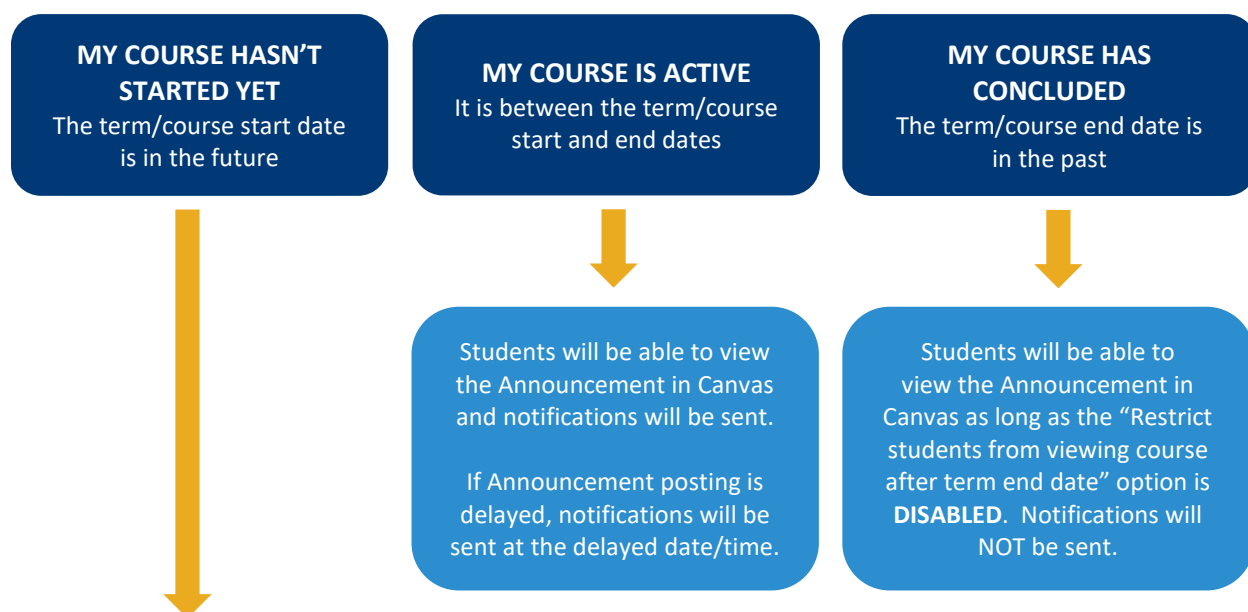 MY COURSE HASN’T
STARTED YET
The term/course start date
is in the future
MY COURSE IS ACTIVE
It is between the term/course
start and end dates
MY COURSE HAS
CONCLUDED
The term/course end date is
in the past
Students will be able to view
the Announcement in Canvas
and notifications will be sent.
If Announcement posting is
delayed, notifications will be
sent at the delayed date/time.
Students will be able to
view the Announcement in
Canvas as long as the “Restrict
students from viewing course
after term end date” option is
DISABLED.  Notifications will
NOT be sent.